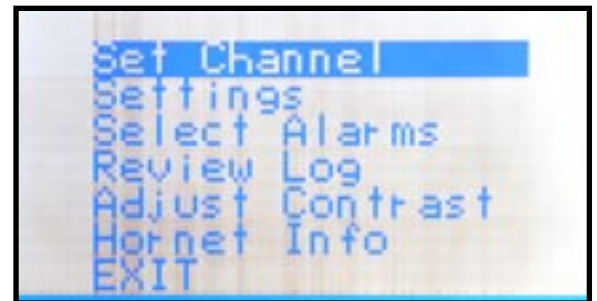 Set Channel
Settings
Select Alarms
Review Log
Adjust Contrast
Hornet Info
EXIT